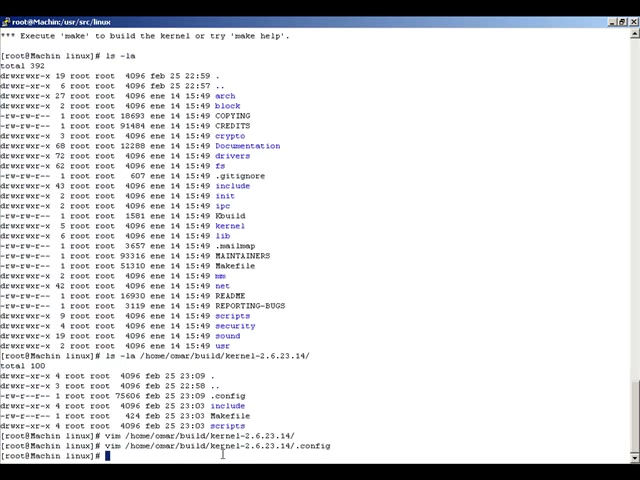 root@Machin:/usr/src/linux
*** Execute 'make' to build the kernel or try 'make help'.
[root@Machin linux]# ls -la
total 392
drwxrwxr-x 19 root root 4096 feb 25 22:59 .
drwxrwxr-x 6 root root 4096 feb 25 22:59 ..
drwxrwxr-x 27 root root 4096 ene 14 15:49 arch
drwxrwxr-x 2 root root 4096 ene 14 15:49 block
-rw-rw-r-- 1 root root 18693 ene 14 15:49 COPYING
-rw-rw-r-- 1 root root 91484 ene 14 15:49 CREDITS
drwxrwxr-x 3 root root 4096 ene 14 15:49 crypto
drwxrwxr-x 68 root root 12288 ene 14 15:49 Documentation
drwxrwxr-x 72 root root 4096 ene 14 15:49 drivers
drwxrwxr-x 62 root root 4096 ene 14 15:49 fs
-rw-rw-r-- 1 root root 607 ene 14 15:49 .gitignore
drwxrwxr-x 43 root root 4096 ene 14 15:49 include
drwxrwxr-x 2 root root 4096 ene 14 15:49 init
drwxrwxr-x 2 root root 4096 ene 14 15:49 ipc
-rw-rw-r-- 1 root root 1581 ene 14 15:49 Kbuild
drwxrwxr-x 5 root root 4096 ene 14 15:49 kernel
drwxrwxr-x 6 root root 4096 ene 14 15:49 lib
-rw-rw-r-- 1 root root 3657 ene 14 15:49 .mailmap
-rw-rw-r-- 1 root root 93316 ene 14 15:49 MAINTAINERS
-rw-rw-r-- 1 root root 51310 ene 14 15:49 Makefile
drwxrwxr-x 2 root root 4096 ene 14 15:49 mm
drwxrwxr-x 42 root root 4096 ene 14 15:49 net
-rw-rw-r-- 1 root root 16930 ene 14 15:49 README
-rw-rw-r-- 1 root root 3119 ene 14 15:49 REPORTING-BUGS
drwxrwxr-x 9 root root 4096 ene 14 15:49 scripts
drwxrwxr-x 4 root root 4096 ene 14 15:49 security
drwxrwxr-x 19 root root 4096 ene 14 15:49 sound
drwxrwxr-x 2 root root 4096 ene 14 15:49 usr
[root@Machin linux]# ls -la /home/omar/build/kernel-2.6.23.14/
total 100
drwxr-xr-x 4 root root 4096 feb 25 23:09 .
drwxr-xr-x 3 root root 4096 feb 25 22:58 ..
-rw-r--r-- 1 root root 75606 feb 25 23:09 .config
drwxr-xr-x 4 root root 4096 feb 25 23:03 include
-rw-r--r-- 1 root root 424 feb 25 23:03 Makefile
drwxr-xr-x 4 root root 4096 feb 25 23:03 scripts
[root@Machin linux]# vim /home/omar/build/kernel-2.6.23.14/
[root@Machin linux]# vim /home/omar/build/kernel-2.6.23.14/.config
[root@Machin linux]#